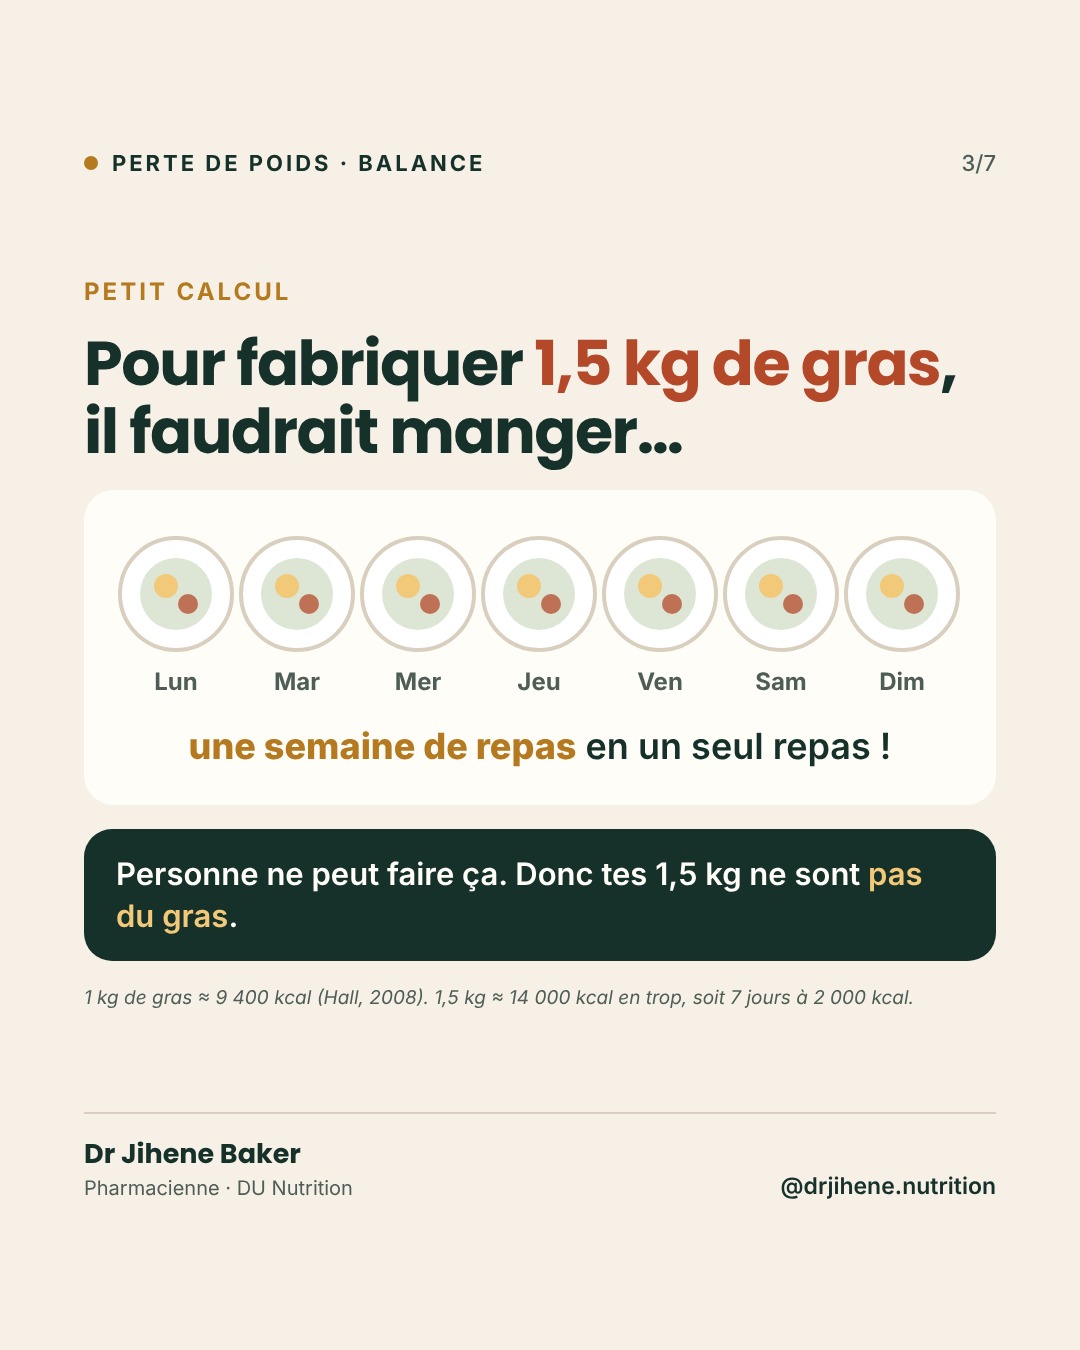 PERTE DE POIDS · BALANCE
3/7
PETIT CALCUL
Pour fabriquer 1,5 kg de gras,
il faudrait manger...
Lun Mar Mer Jeu Ven Sam Dim
une semaine de repas en un seul repas !
Personne ne peut faire ça. Donc tes 1,5 kg ne sont pas
du gras.
1 kg de gras ≈ 9 400 kcal (Hall, 2008). 1,5 kg ≈ 14 000 kcal en trop, soit 7 jours à 2 000 kcal.
Dr Jihene Baker
Pharmacienne · DU Nutrition
@drjihene.nutrition